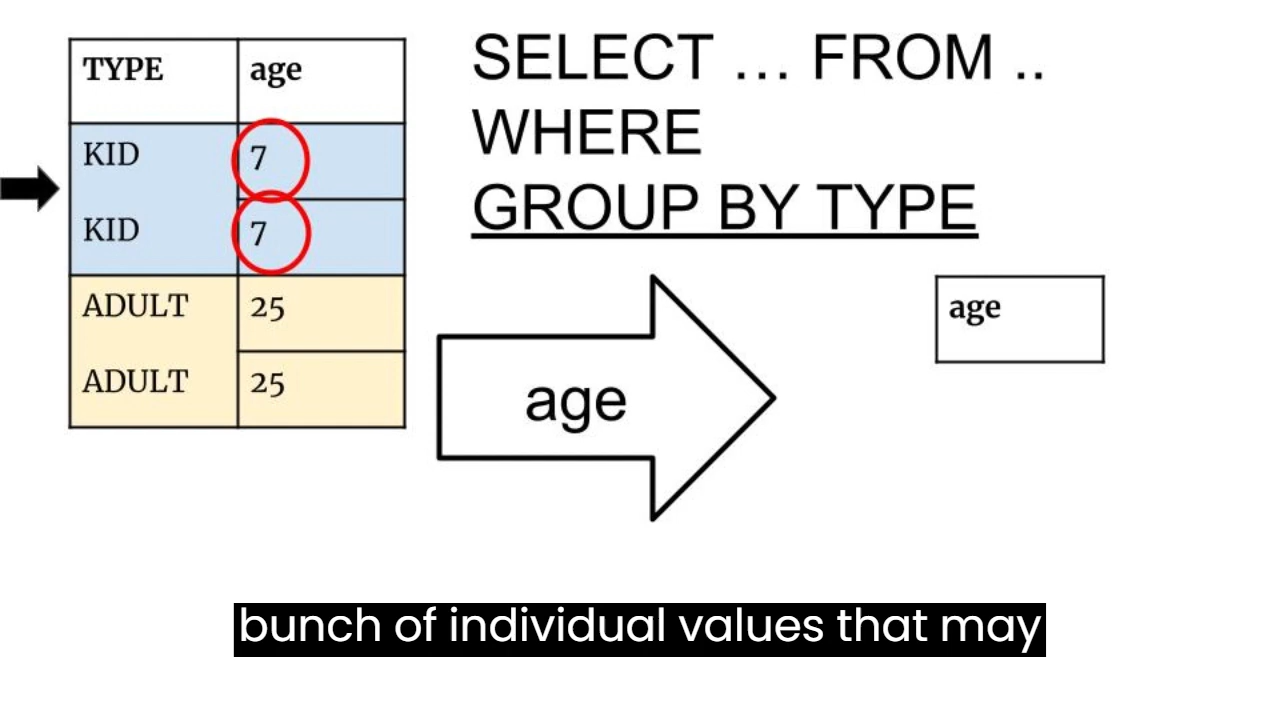 TYPE age
KID 7
KID 7
ADULT 25
ADULT 25
SELECT … FROM ..
WHERE
GROUP BY TYPE
age
age
bunch of individual values that may